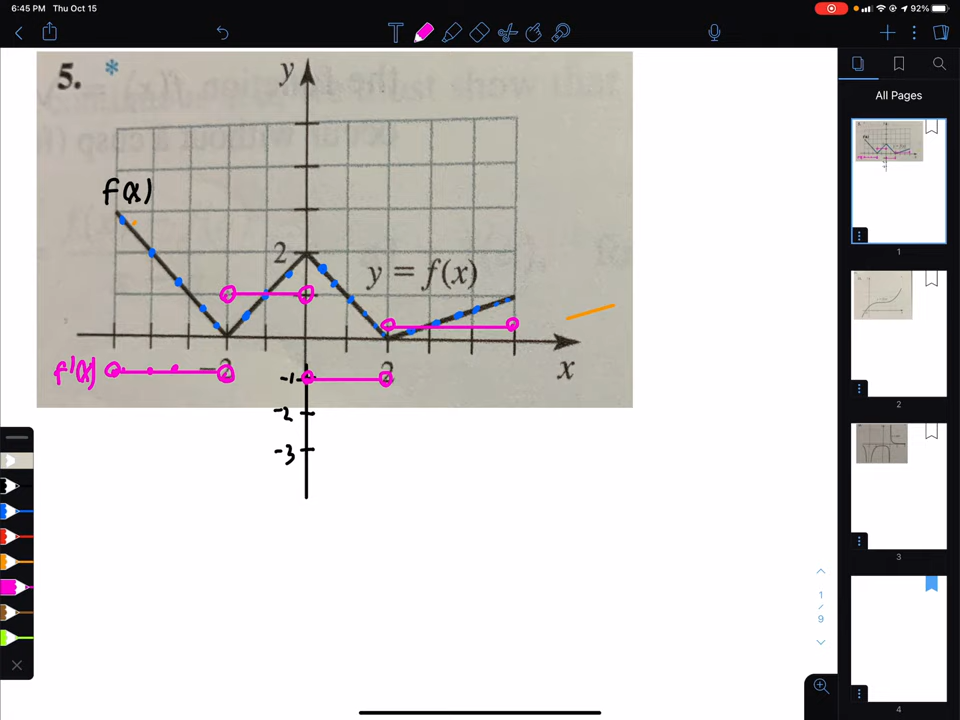 6:45 PM Thu Oct 15
92%
All Pages
5. *
y
f(x)
2
y = f(x)
-2
2
x
f'(x)
-1
-2
-3
1
/
9
1
2
3
4